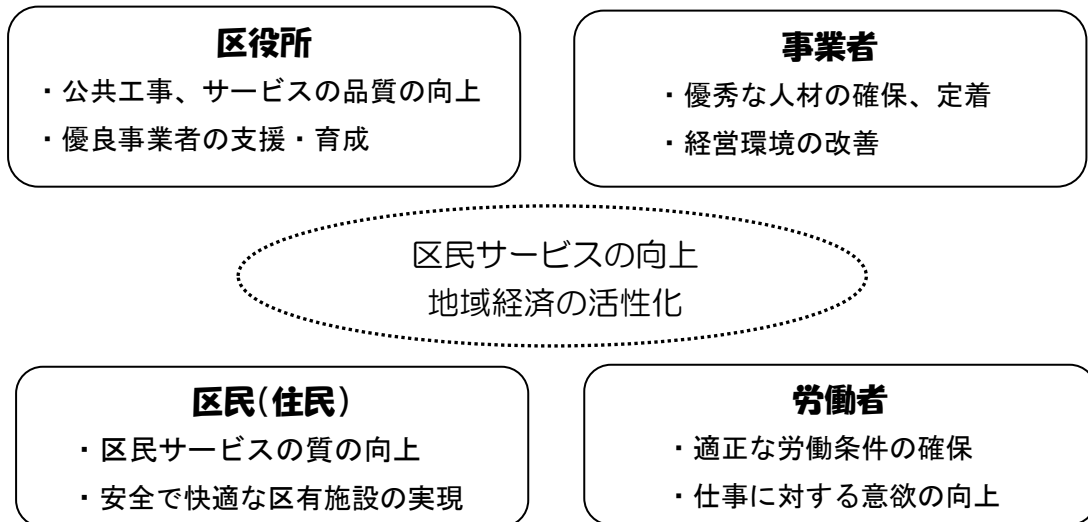 区役所
・公共工事、サービスの品質の向上
・優良事業者の支援・育成
事業者
・優秀な人材の確保、定着
・経営環境の改善
区民サービスの向上
地域経済の活性化
区民(住民)
・区民サービスの質の向上
・安全で快適な区有施設の実現
労働者
・適正な労働条件の確保
・仕事に対する意欲の向上